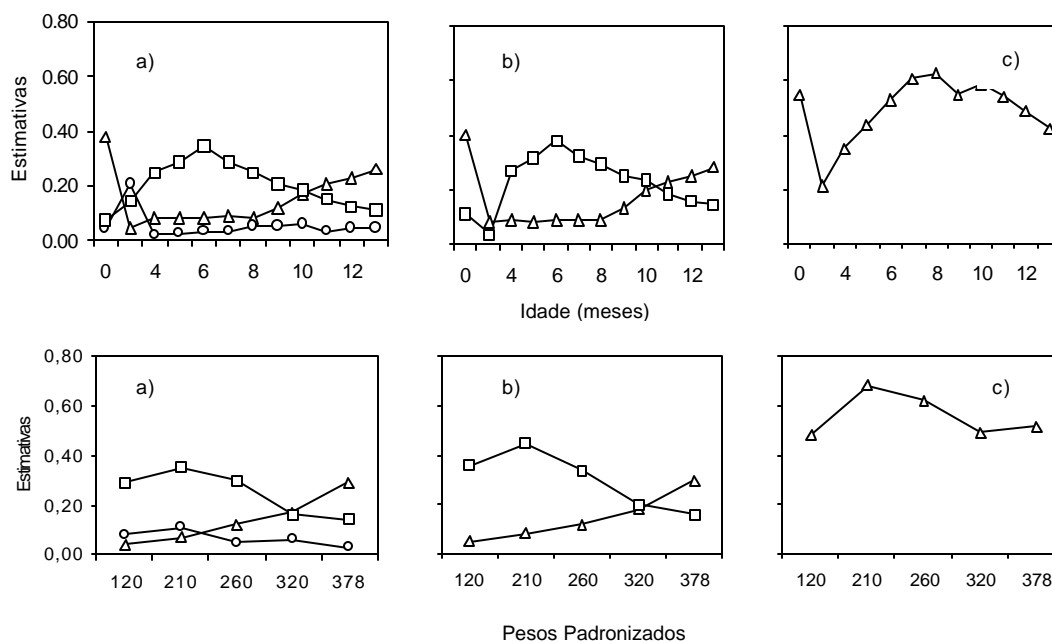 0.80
0.60
0.40
0.20
0.00
Estimativas
a)
0 4 6 8 10 12
b)
0 4 6 8 10 12
c)
0 4 6 8 10 12
Idade (meses)
0,80
0,60
0,40
0,20
0,00
Estimativas
a)
120 210 260 320 378
b)
120 210 260 320 378
c)
120 210 260 320 378
Pesos Padronizados